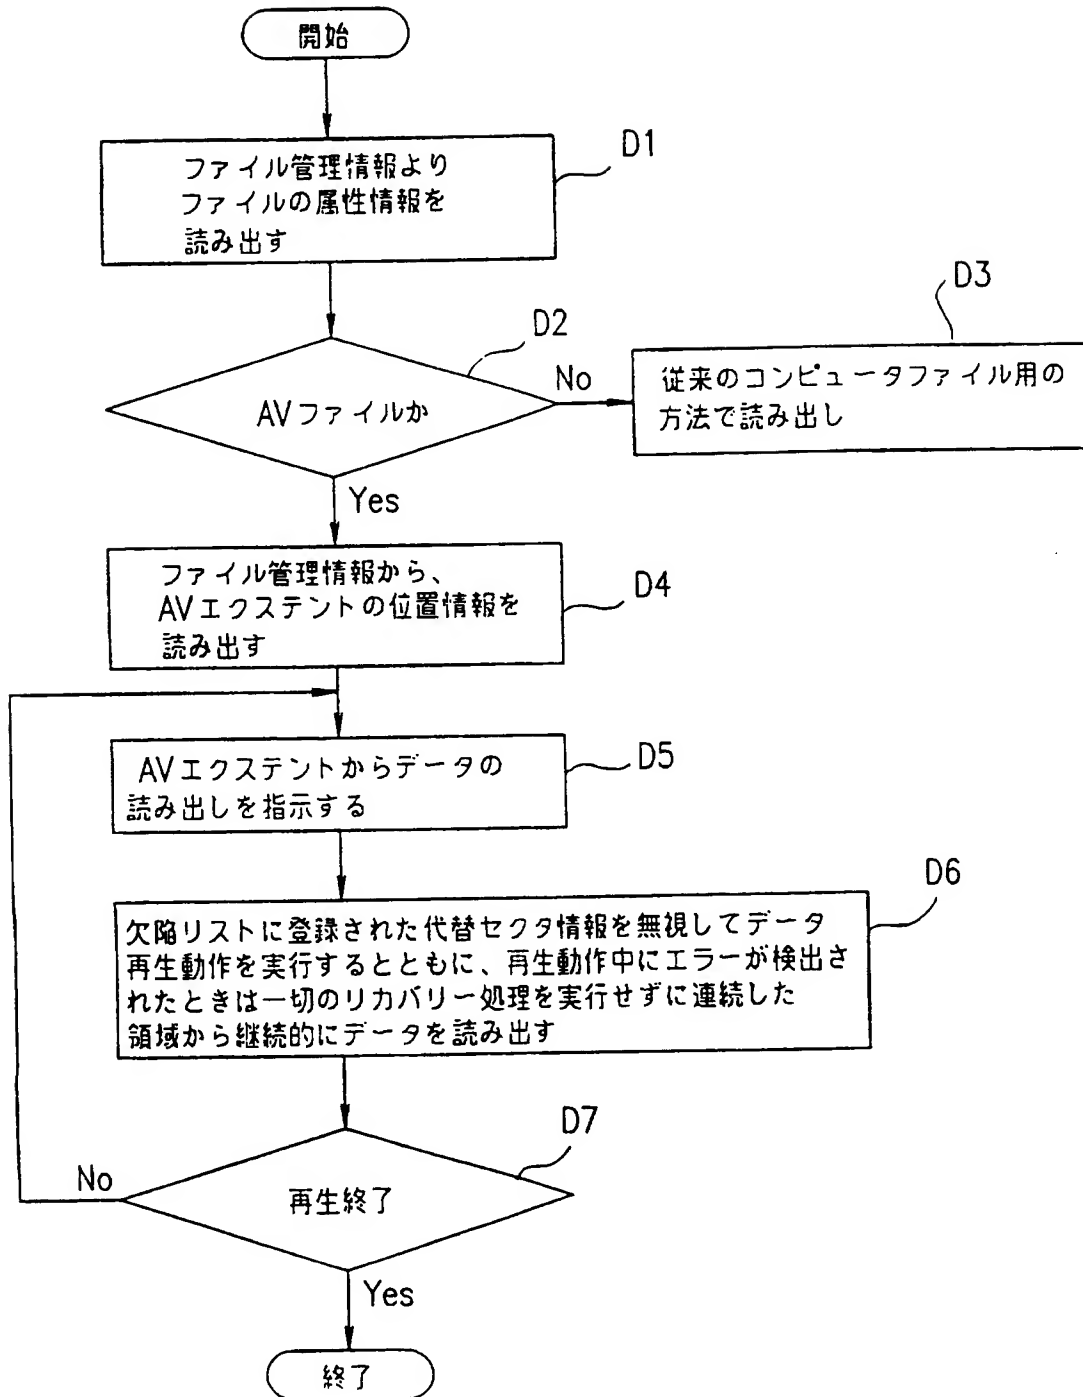 開始
ファイル管理情報より
ファイルの属性情報を
読み出す
D1
AVファイルか
D2
No
従来のコンピュータファイル用の
方法で読み出し
D3
Yes
ファイル管理情報から、
AVエクステントの位置情報を
読み出す
D4
AVエクステントからデータの
読み出しを指示する
D5
欠陥リストに登録された代替セクタ情報を無視してデータ
再生動作を実行するとともに、再生動作中にエラーが検出さ
れたときは一切のリカバリー処理を実行せずに連続した
領域から継続的にデータを読み出す
D6
再生終了
D7
No
Yes
終了